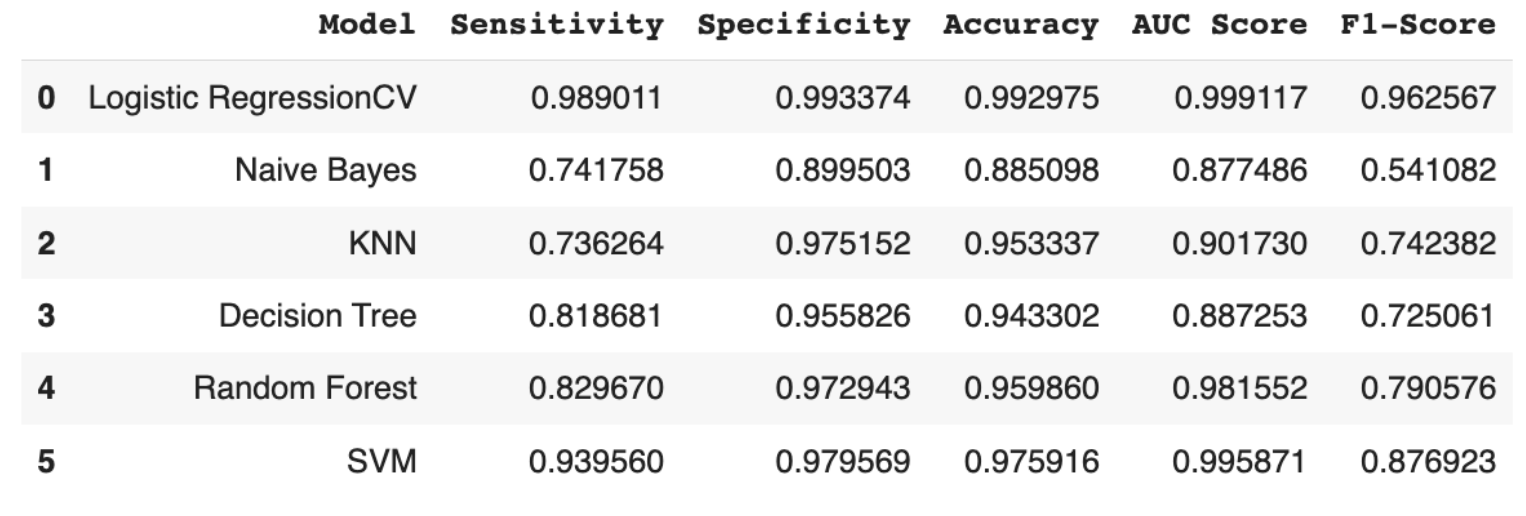 Model Sensitivity Specificity Accuracy AUC Score F1-Score
0 Logistic RegressionCV 0.989011 0.993374 0.992975 0.999117 0.962567
1 Naive Bayes 0.741758 0.899503 0.885098 0.877486 0.541082
2 KNN 0.736264 0.975152 0.953337 0.901730 0.742382
3 Decision Tree 0.818681 0.955826 0.943302 0.887253 0.725061
4 Random Forest 0.829670 0.972943 0.959860 0.981552 0.790576
5 SVM 0.939560 0.979569 0.975916 0.995871 0.876923